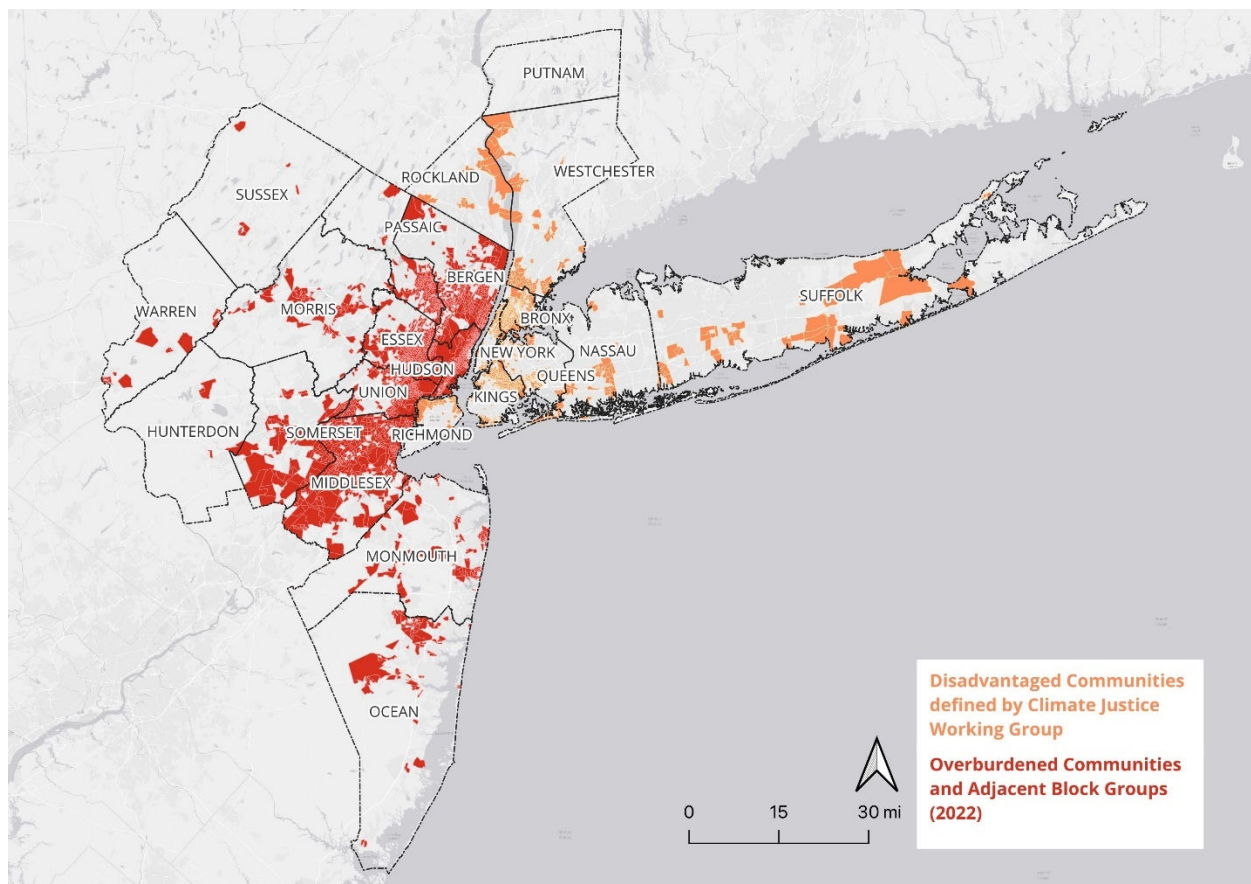 PUTNAM
ROCKLAND
WESTCHESTER
SUSSEX
PASSAIC
BERGEN
WARREN
MORRIS
SUFFOLK
BRONX
ESSEX
NEW YORK
NASSAU
HUDSON
QUEENS
UNION
KINGS
HUNTERDON
SOMERSET
RICHMOND
MIDDLESEX
MONMOUTH
OCEAN
Disadvantaged Communities
defined by Climate Justice
Working Group
Overburdened Communities
and Adjacent Block Groups
(2022)
0 15 30 mi